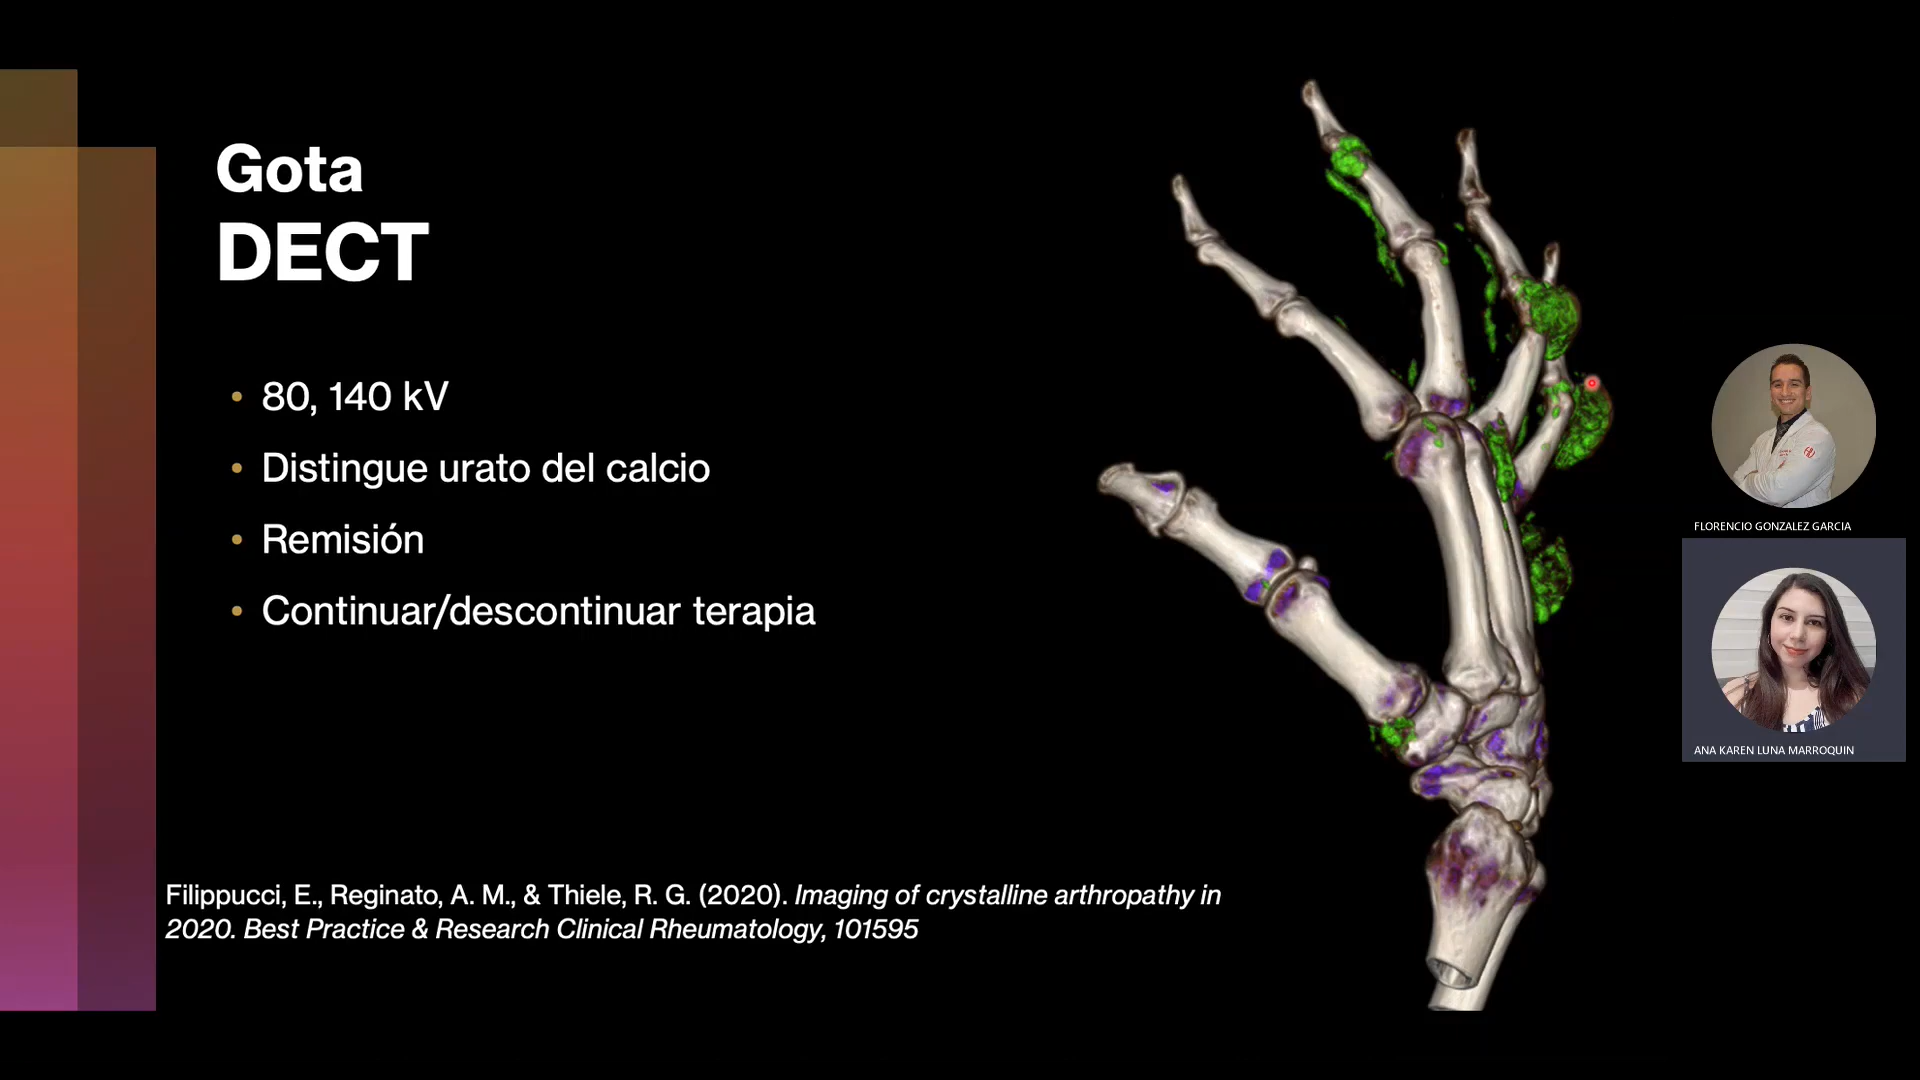 Gota
DECT
• 80, 140 kV
• Distingue urato del calcio
• Remisión
• Continuar/descontinuar terapia
Filippucci, E., Reginato, A. M., & Thiele, R. G. (2020). Imaging of crystalline arthropathy in
2020. Best Practice & Research Clinical Rheumatology, 101595
FLORENCIO GONZALEZ GARCIA
ANA KAREN LUNA MARROQUIN